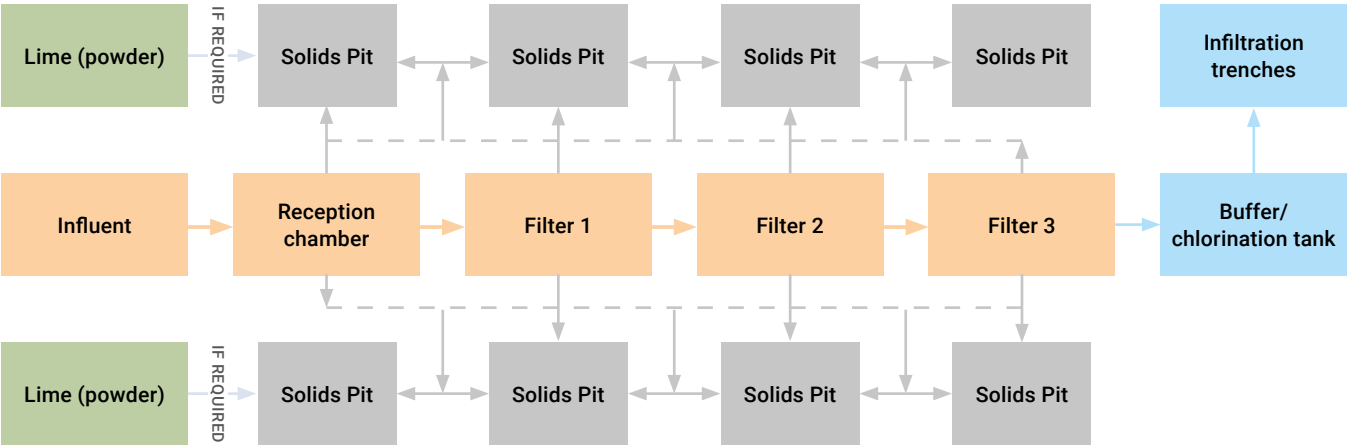 Lime (powder)
IF REQUIRED
Solids Pit
Solids Pit
Solids Pit
Solids Pit
Infiltration
trenches
Influent
Reception
chamber
Filter 1
Filter 2
Filter 3
Buffer/
chlorination tank
Lime (powder)
IF REQUIRED
Solids Pit
Solids Pit
Solids Pit
Solids Pit